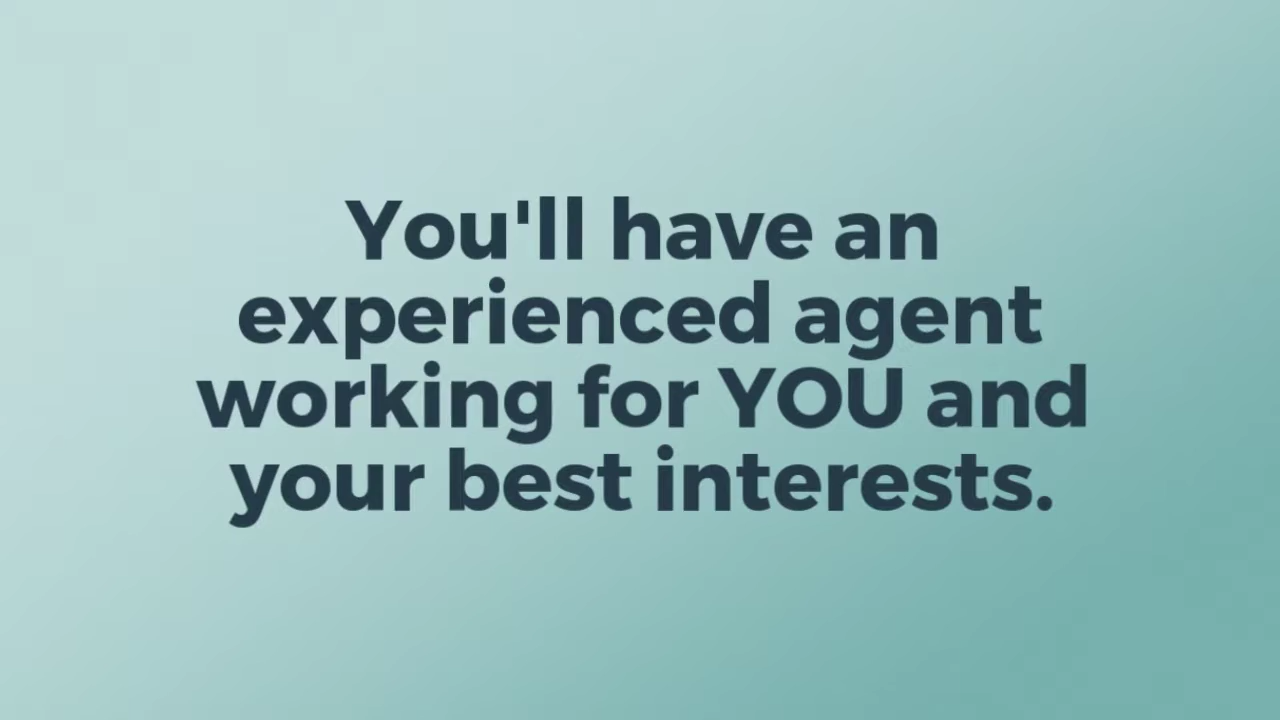 You'll have an
experienced agent
working for YOU and
your best interests.